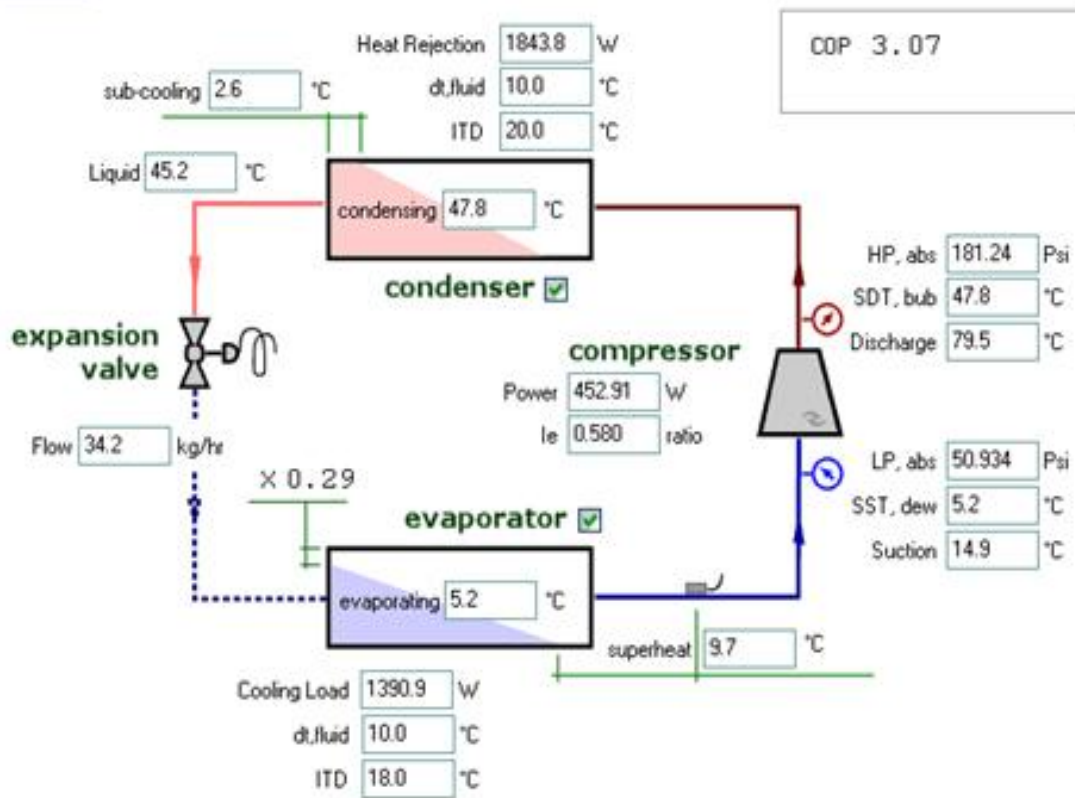 Heat Rejection 1843.8 W
dt,fluid 10.0 °C
ITD 20.0 °C
COP 3.07
sub-cooling 2.6 °C
Liquid 45.2 °C
condensing 47.8 °C
condenser
HP, abs 181.24 Psi
SDT, bub 47.8 °C
Discharge 79.5 °C
expansion
valve
compressor
Power 452.91 W
Ie 0.580 ratio
Flow 34.2 kg/hr
LP, abs 50.934 Psi
SST, dew 5.2 °C
Suction 14.9 °C
X 0.29
evaporator
evaporating 5.2 °C
superheat 9.7 °C
Cooling Load 1390.9 W
dt,fluid 10.0 °C
ITD 18.0 °C